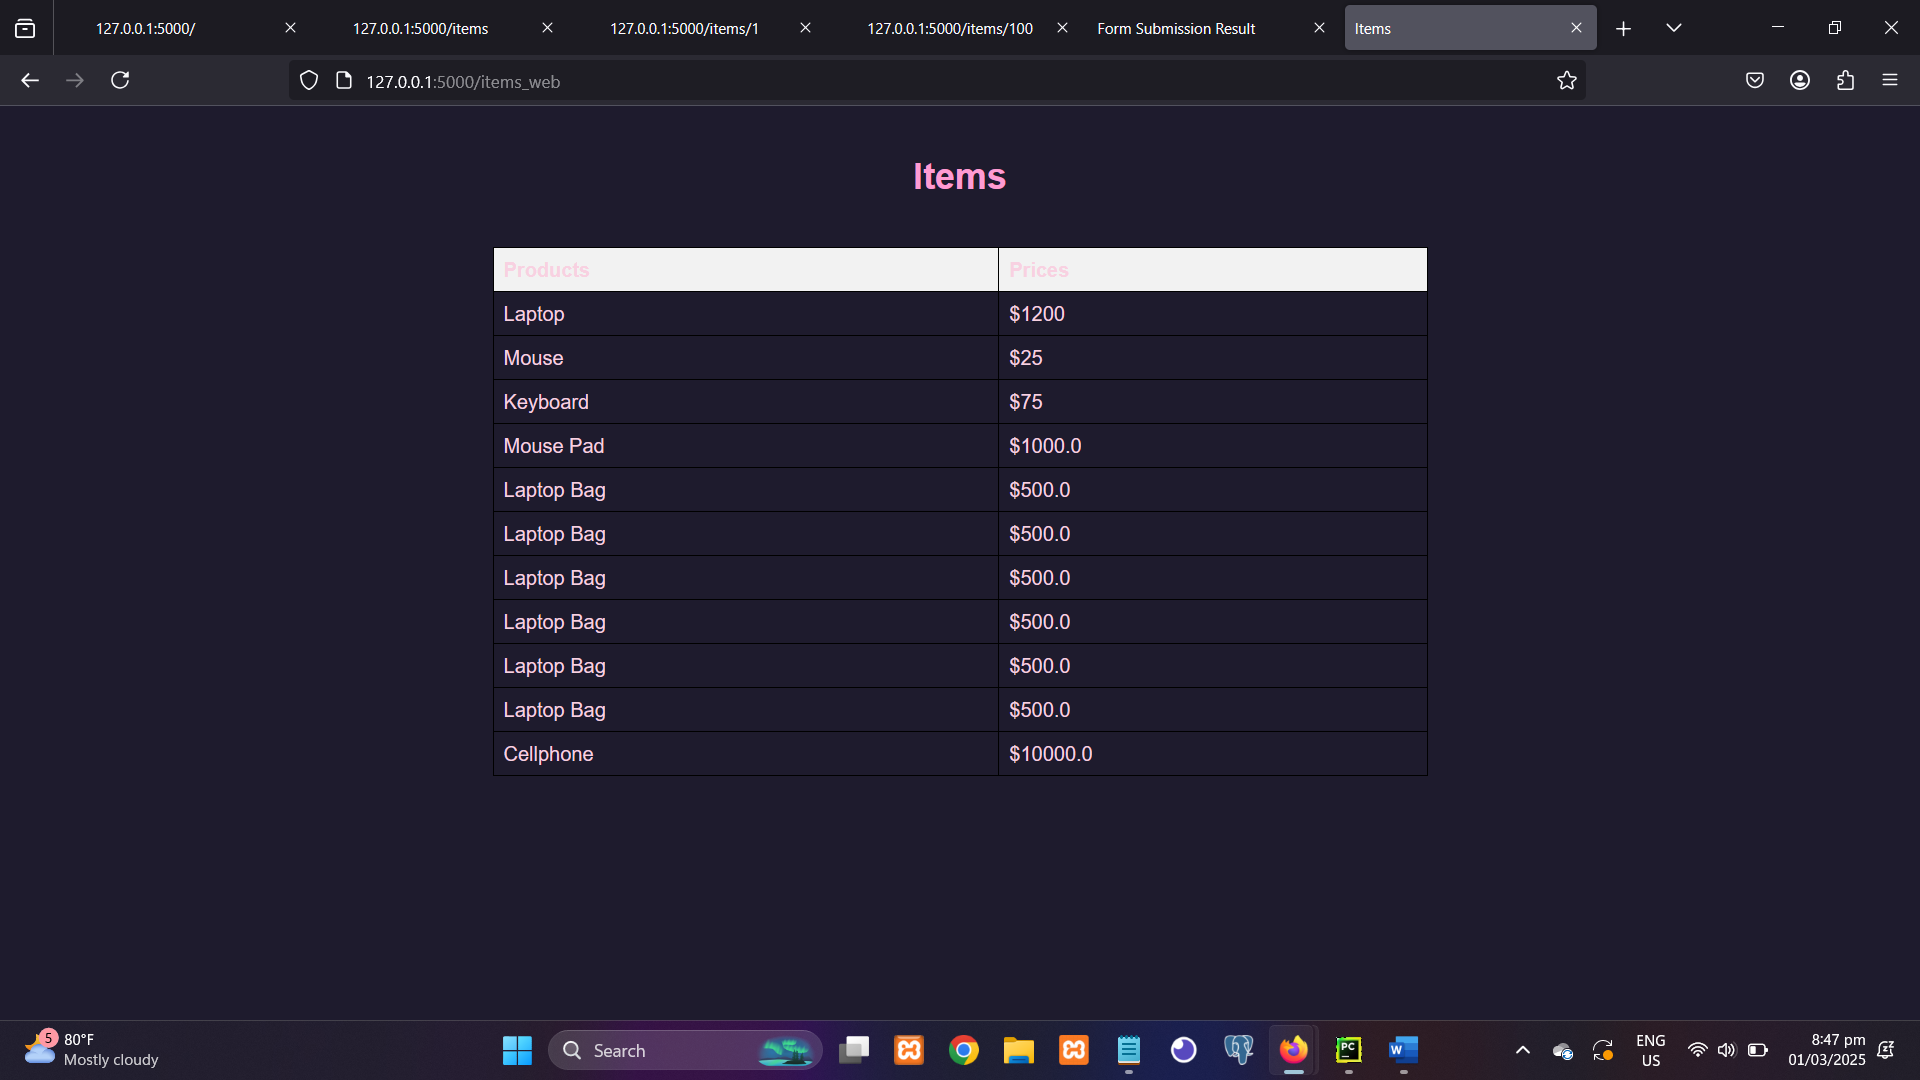 127.0.0.1:5000/
127.0.0.1:5000/items
127.0.0.1:5000/items/1
127.0.0.1:5000/items/100
Form Submission Result
Items
127.0.0.1:5000/items_web
Items
Products Prices
Laptop $1200
Mouse $25
Keyboard $75
Mouse Pad $1000.0
Laptop Bag $500.0
Laptop Bag $500.0
Laptop Bag $500.0
Laptop Bag $500.0
Laptop Bag $500.0
Laptop Bag $500.0
Cellphone $10000.0
5
80°F
Mostly cloudy
Search
PC
W
ENG
US
8:47 pm
01/03/2025